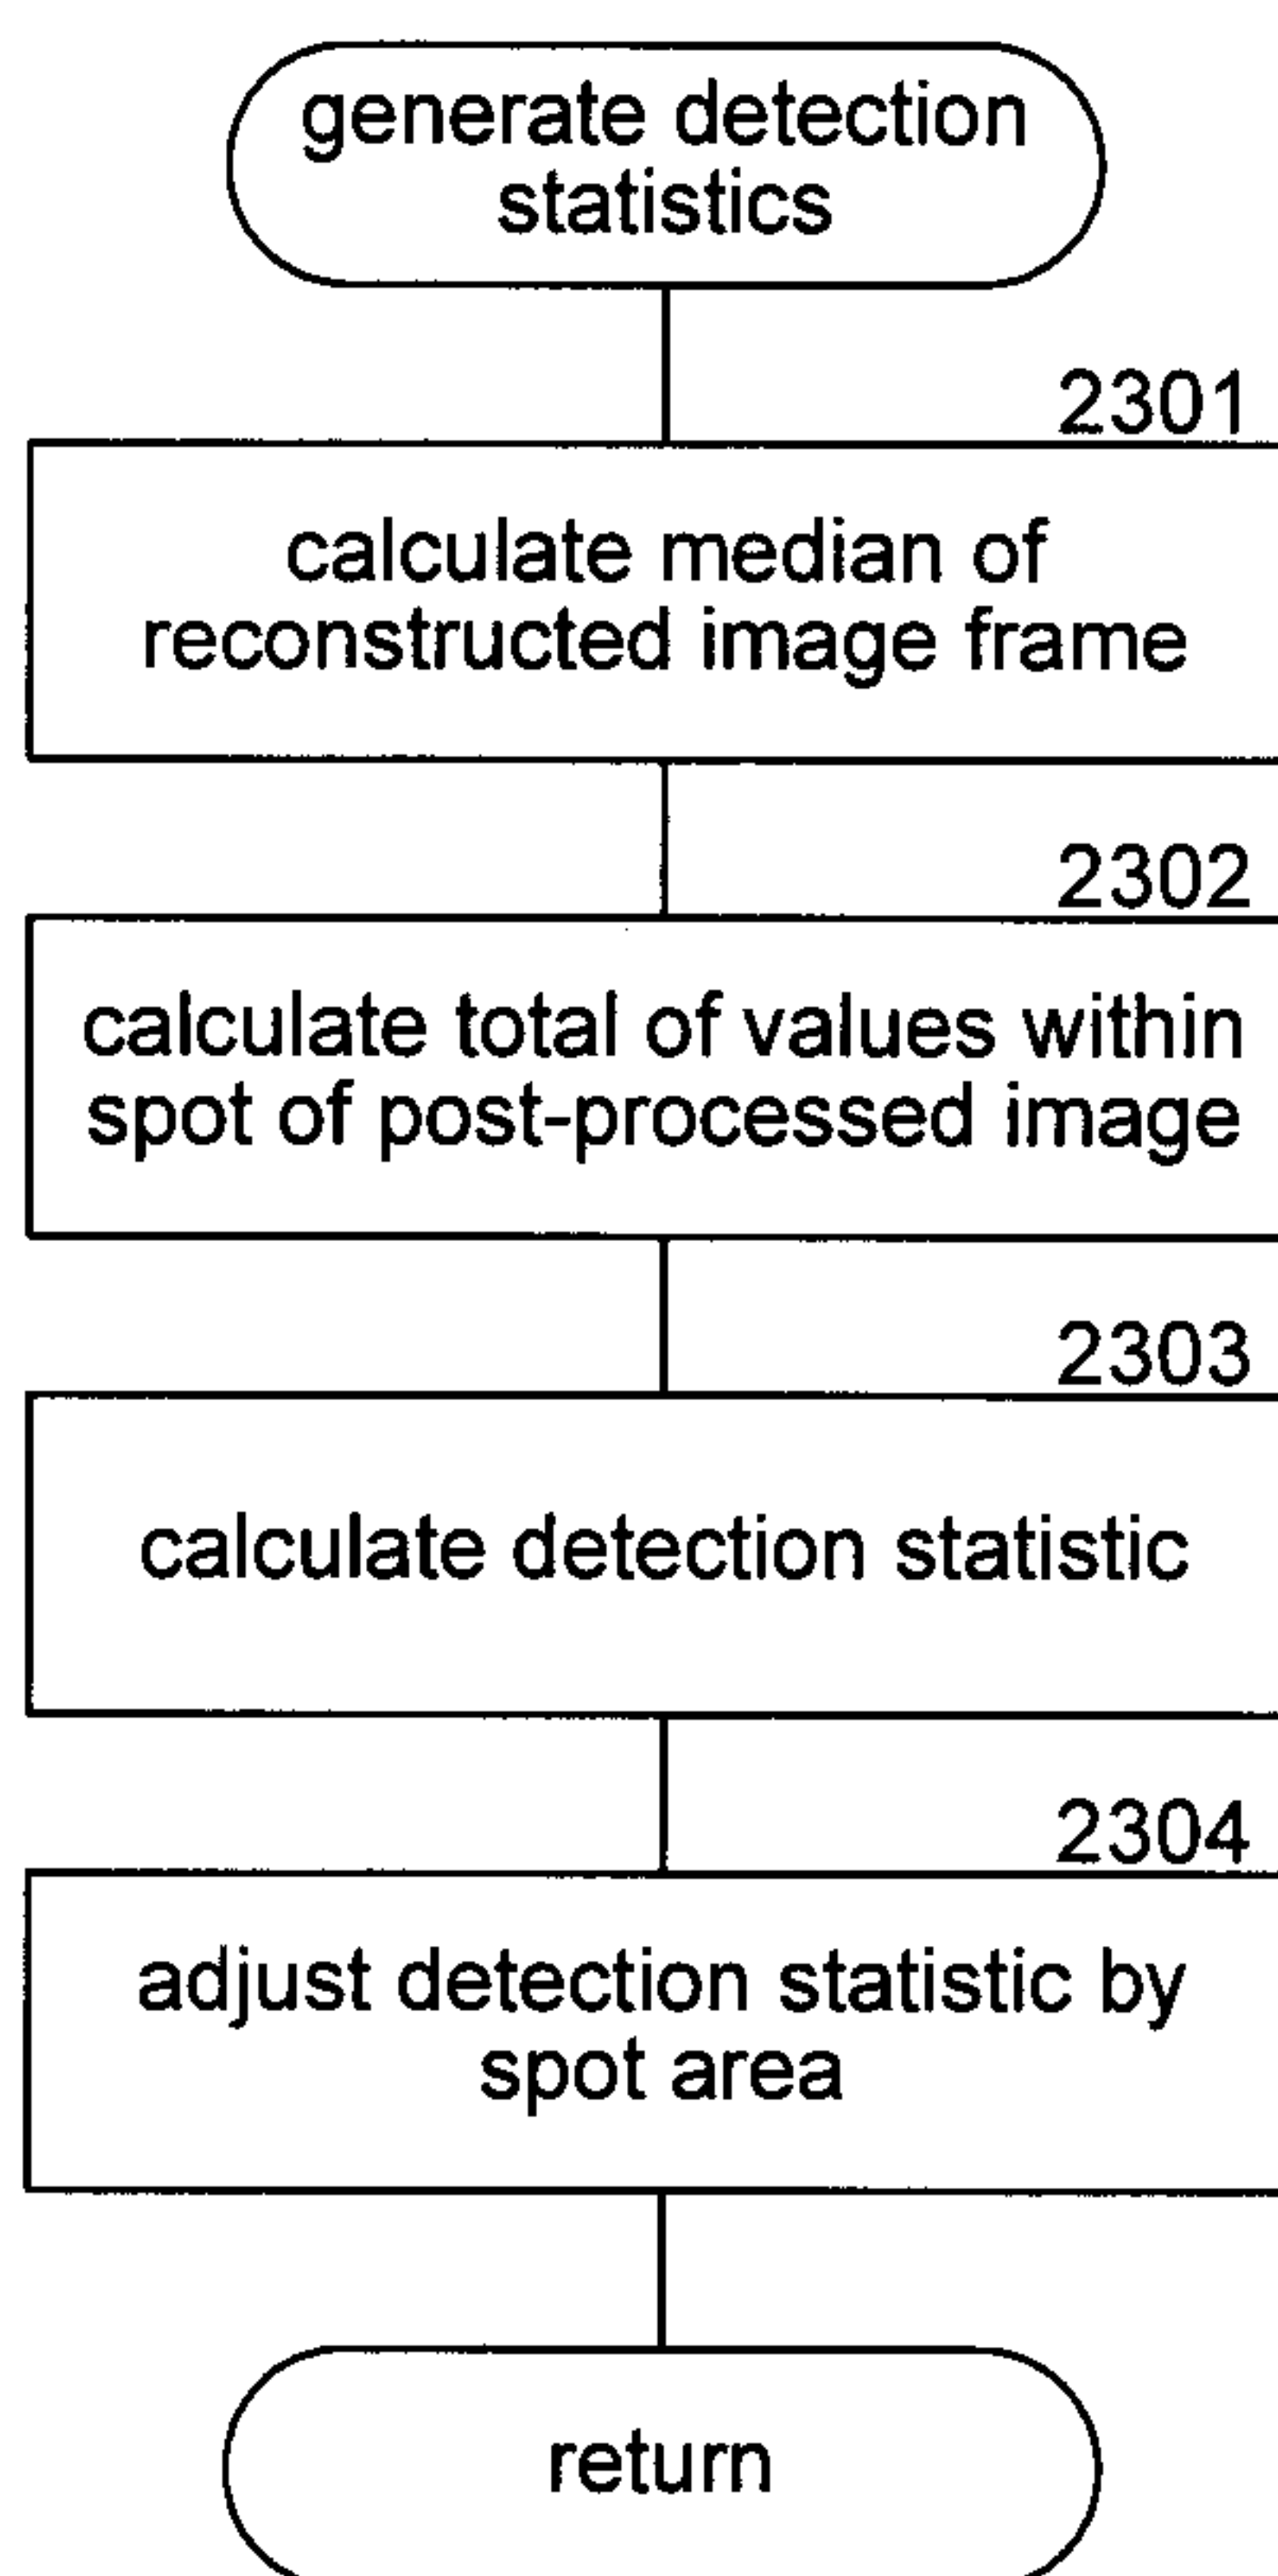 generate detection
statistics
2301
calculate median of
reconstructed image frame
2302
calculate total of values within
spot of post-processed image
2303
calculate detection statistic
2304
adjust detection statistic by
spot area
return